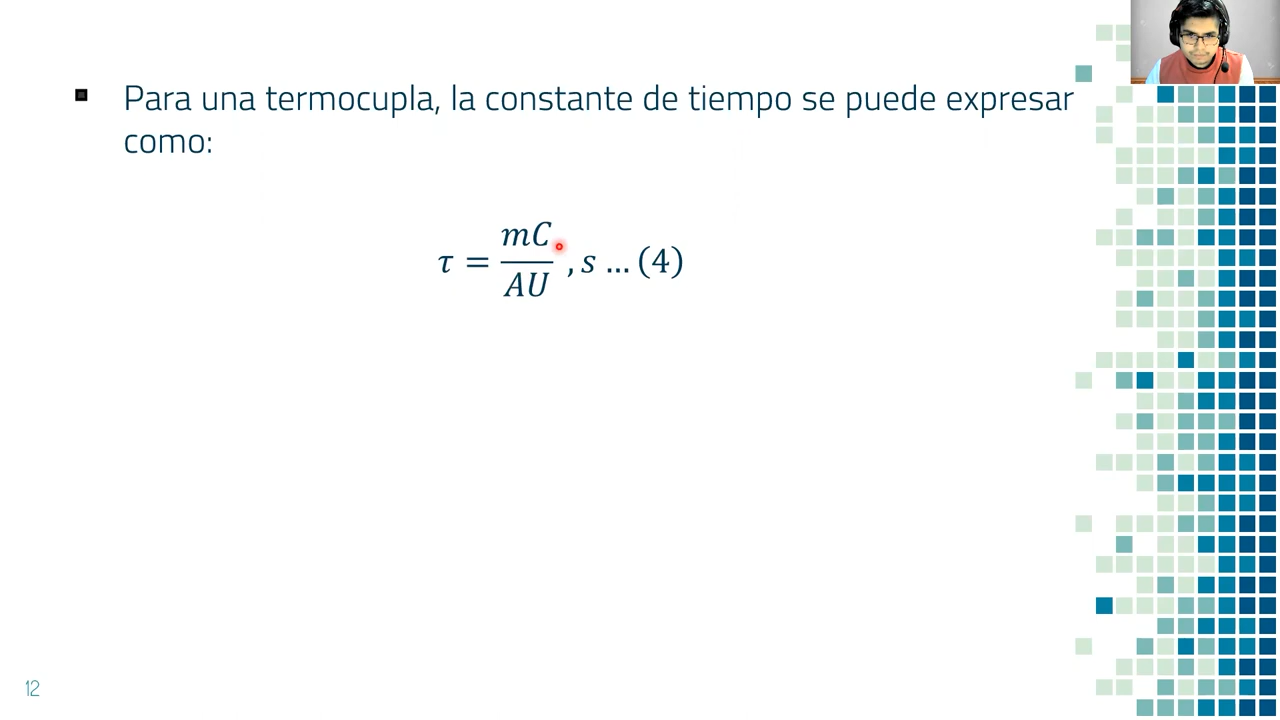 Para una termocupla, la constante de tiempo se puede expresar
como:
τ = mC/AU , s … (4)
12